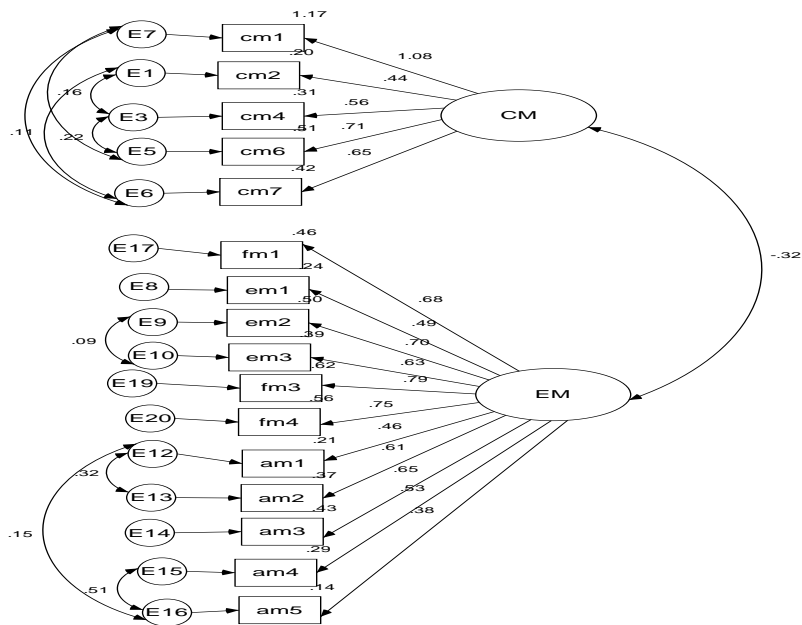 1.17
E7 cm1
1.08
.20
E1 cm2
.44
.16
.31
.56
E3 cm4
CM
.11
.22
.51
.71
E5 cm6
.65
.42
E6 cm7
.46
E17 fm1
-.32
.24
E8 em1
.50
.68
E9 em2
.49
.09
.39
.70
E10 em3
.63
.62
E19 fm3
.79
EM
.56
.75
E20 fm4
.46
.21
.61
E12 am1
.32
.37
.65
E13 am2
.53
.43
.38
.15
E14 am3
.29
E15 am4
.51
.14
E16 am5